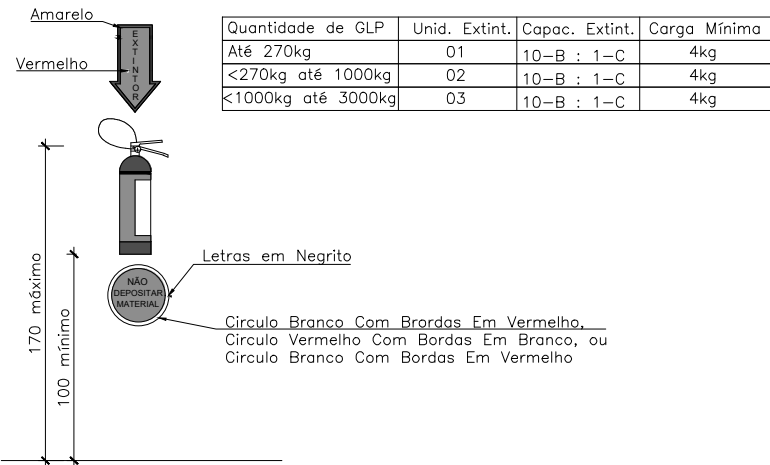 Amarelo
Vermelho
EXTINTOR
Quantidade de GLP Unid. Extint. Capac. Extint. Carga Mínima
Até 270kg 01 10-B : 1-C 4kg
<270kg até 1000kg 02 10-B : 1-C 4kg
<1000kg até 3000kg 03 10-B : 1-C 4kg
170 máximo
100 mínimo
Letras em Negrito
NÃO
DEPOSITAR
MATERIAL
Circulo Branco Com Brordas Em Vermelho,
Circulo Vermelho Com Bordas Em Branco, ou
Circulo Branco Com Bordas Em Vermelho